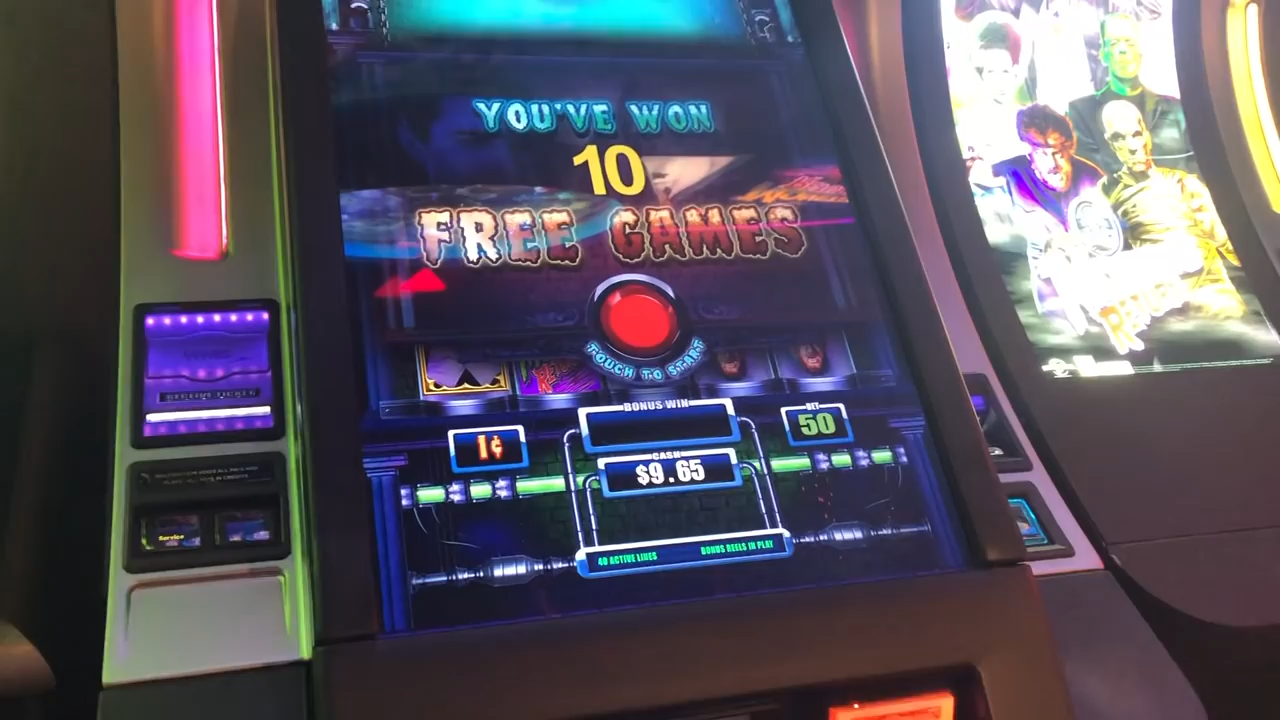 YOU'VE WON
10
FREE GAMES
TOUCH TO START
BONUS WIN
BET
50
1¢
CASH
$9.65
40 ACTIVE LINES
BONUS REELS IN PLAY
Service